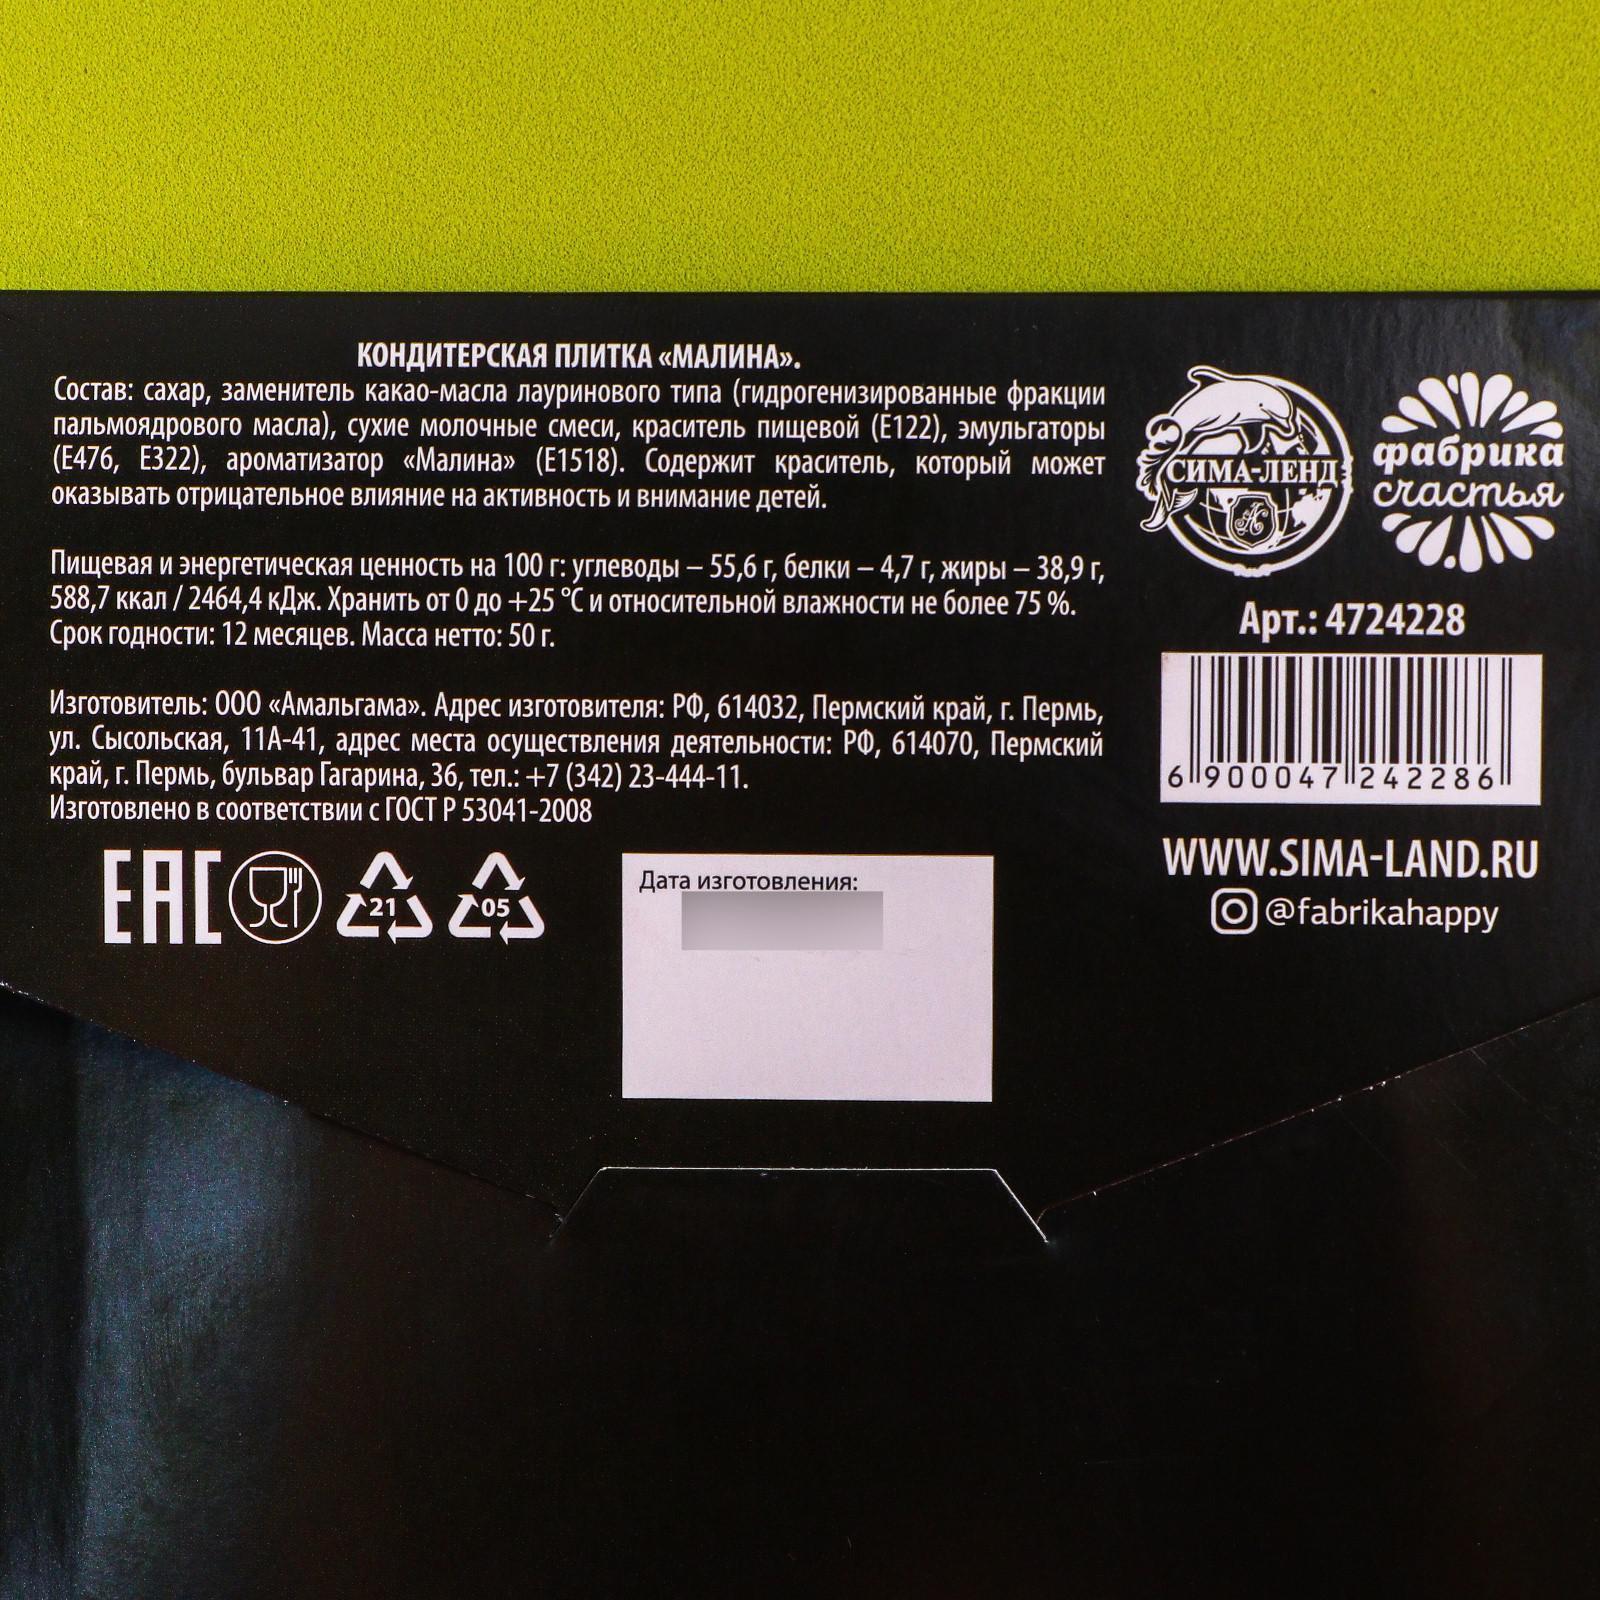 КОНДИТЕРСКАЯ ПЛИТКА «МАЛИНА».
Состав: сахар, заменитель какао-масла лауринового типа (гидрогенизированные фракции
пальмоядрового масла), сухие молочные смеси, краситель пищевой (Е122), эмульгаторы
(Е476, Е322), ароматизатор «Малина» (Е1518). Содержит краситель, который может
оказывать отрицательное влияние на активность и внимание детей.
Пищевая и энергетическая ценность на 100 г: углеводы – 55,6 г, белки – 4,7 г, жиры – 38,9 г,
588,7 ккал / 2464,4 кДж. Хранить от 0 до +25 °С и относительной влажности не более 75 %.
Срок годности: 12 месяцев. Масса нетто: 50 г.
Изготовитель: ООО «Амальгама». Адрес изготовителя: РФ, 614032, Пермский край, г. Пермь,
ул. Сысольская, 11А-41, адрес места осуществления деятельности: РФ, 614070, Пермский
край, г. Пермь, бульвар Гагарина, 36, тел.: +7 (342) 23-444-11.
Изготовлено в соответствии с ГОСТ Р 53041-2008
ЕАС
21
05
Дата изготовления:
СИМА-ЛЕНД
фабрика
счастья
Арт.: 4724228
6 900047 242286
WWW.SIMA-LAND.RU
@fabrikahappy